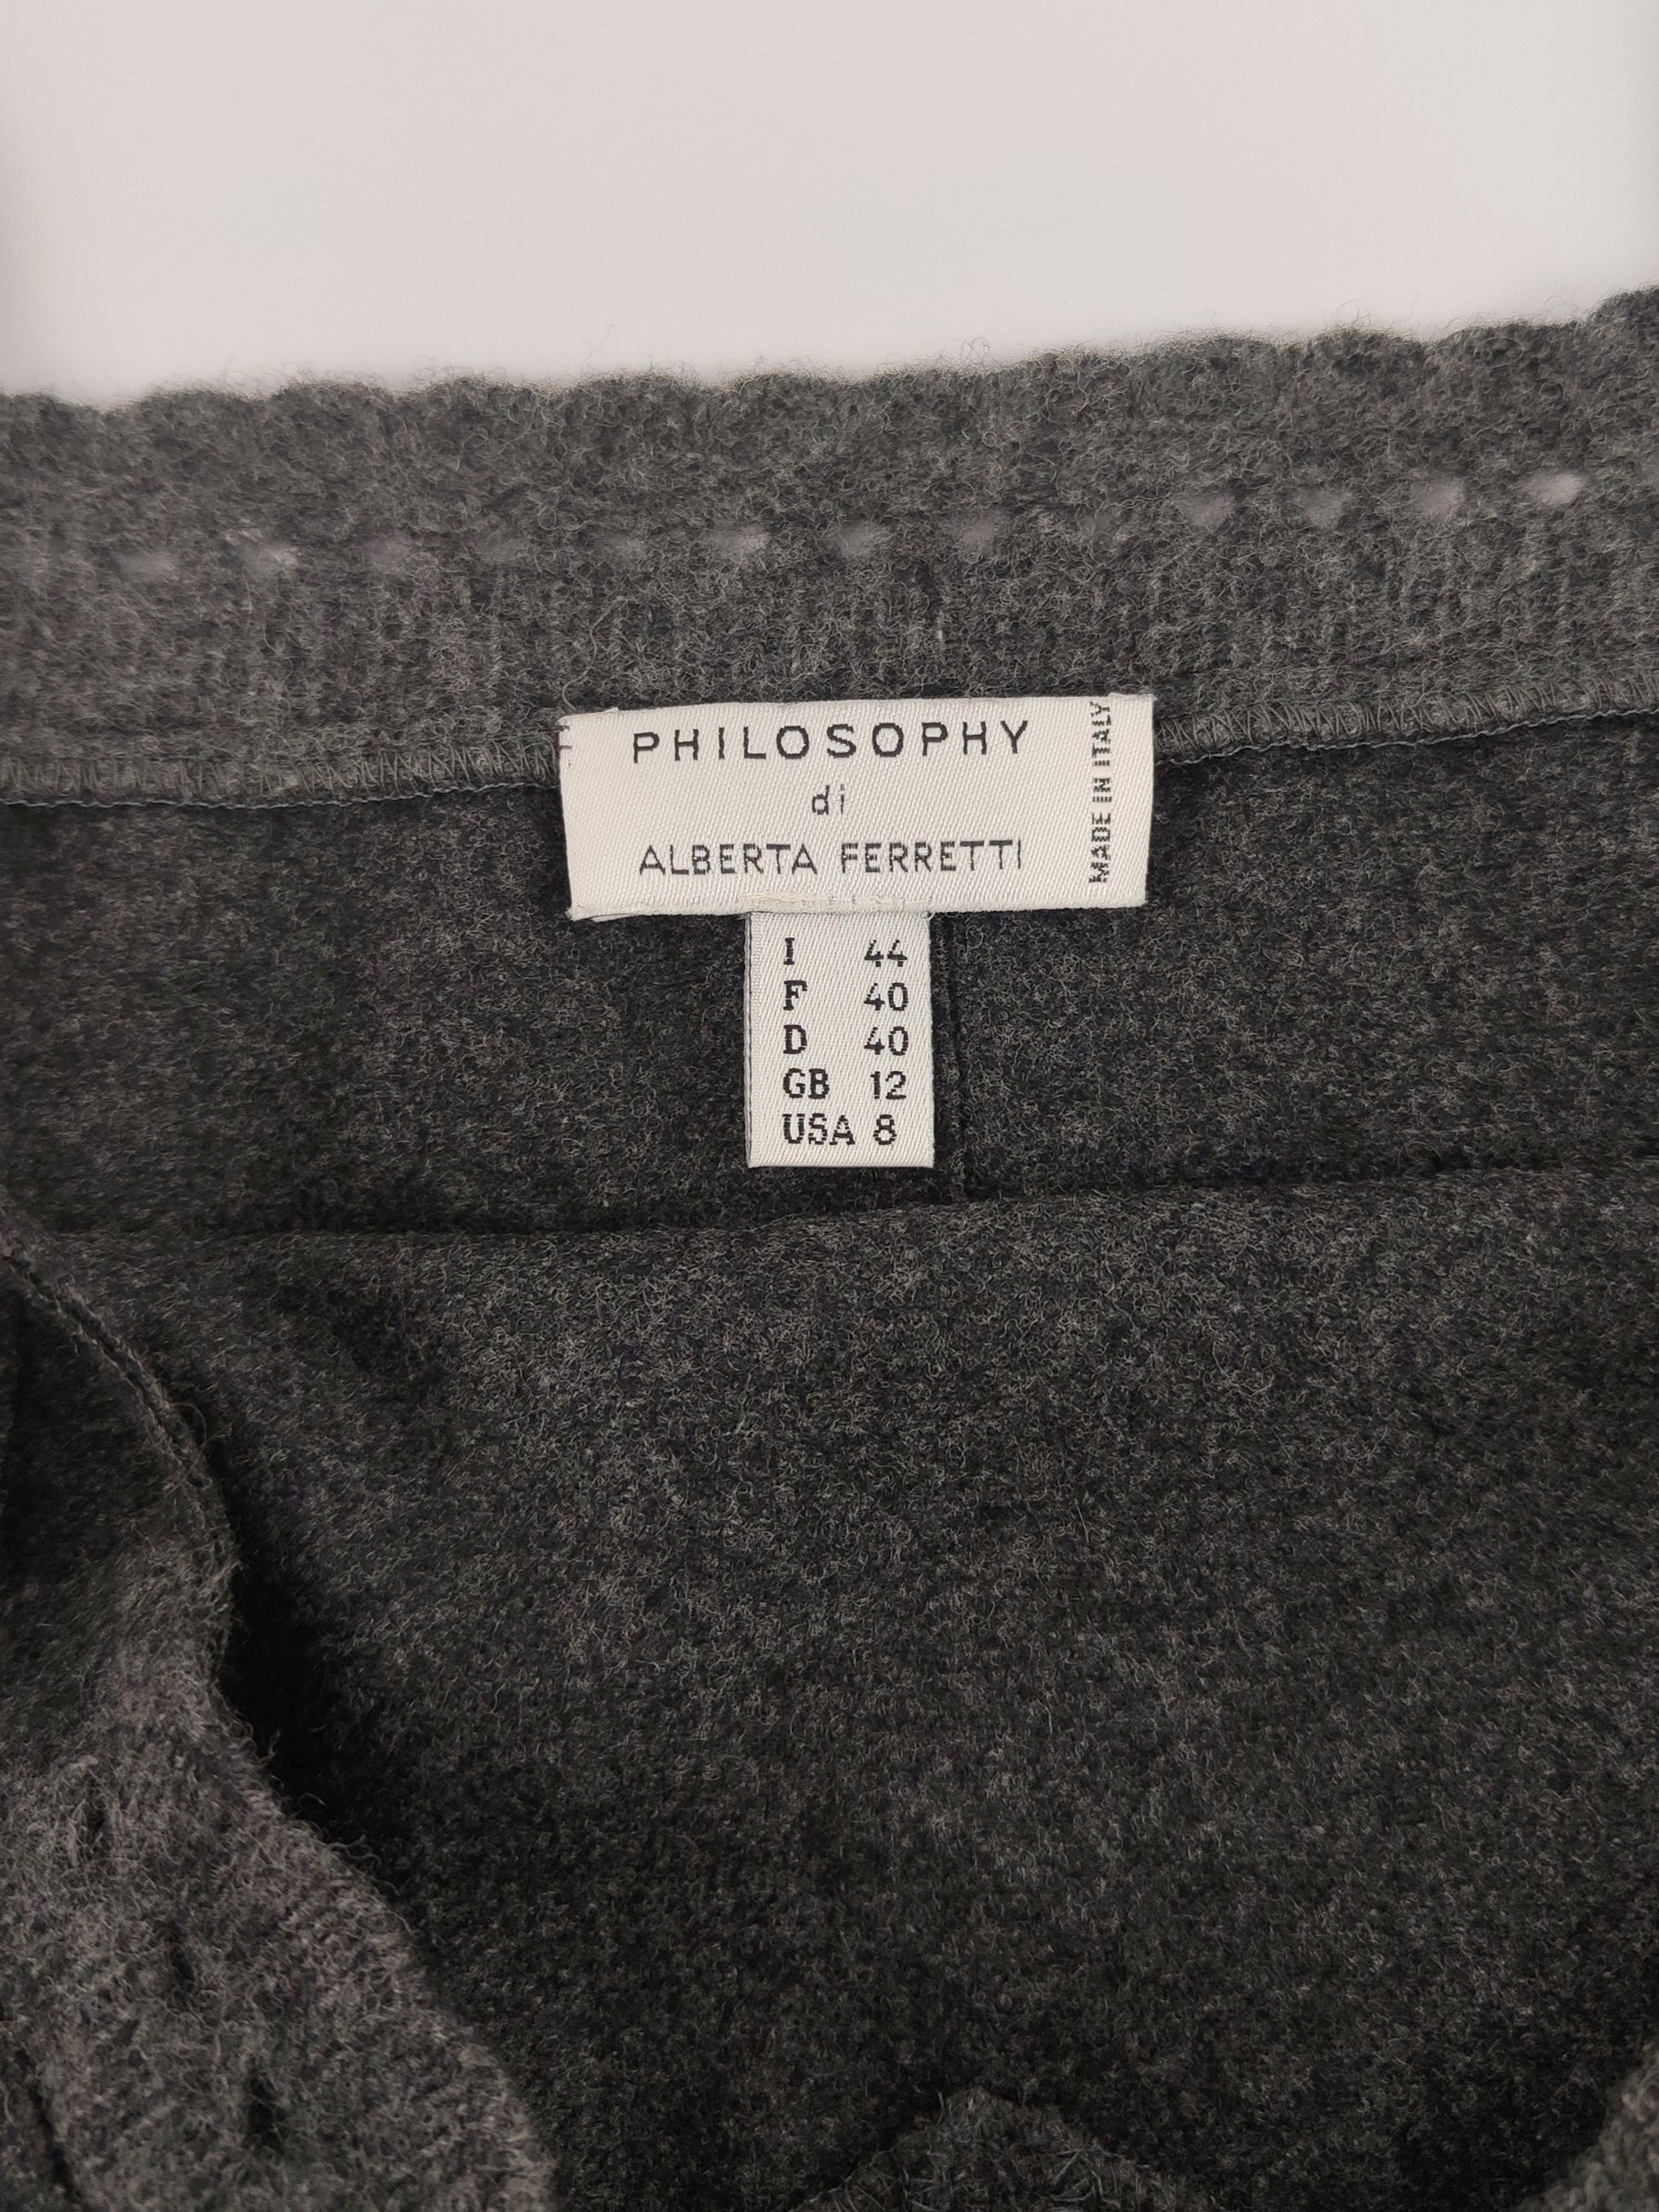 PHILOSOPHY
di
ALBERTA FERRETTI
MADE IN ITALY
I 44
F 40
D 40
GB 12
USA 8